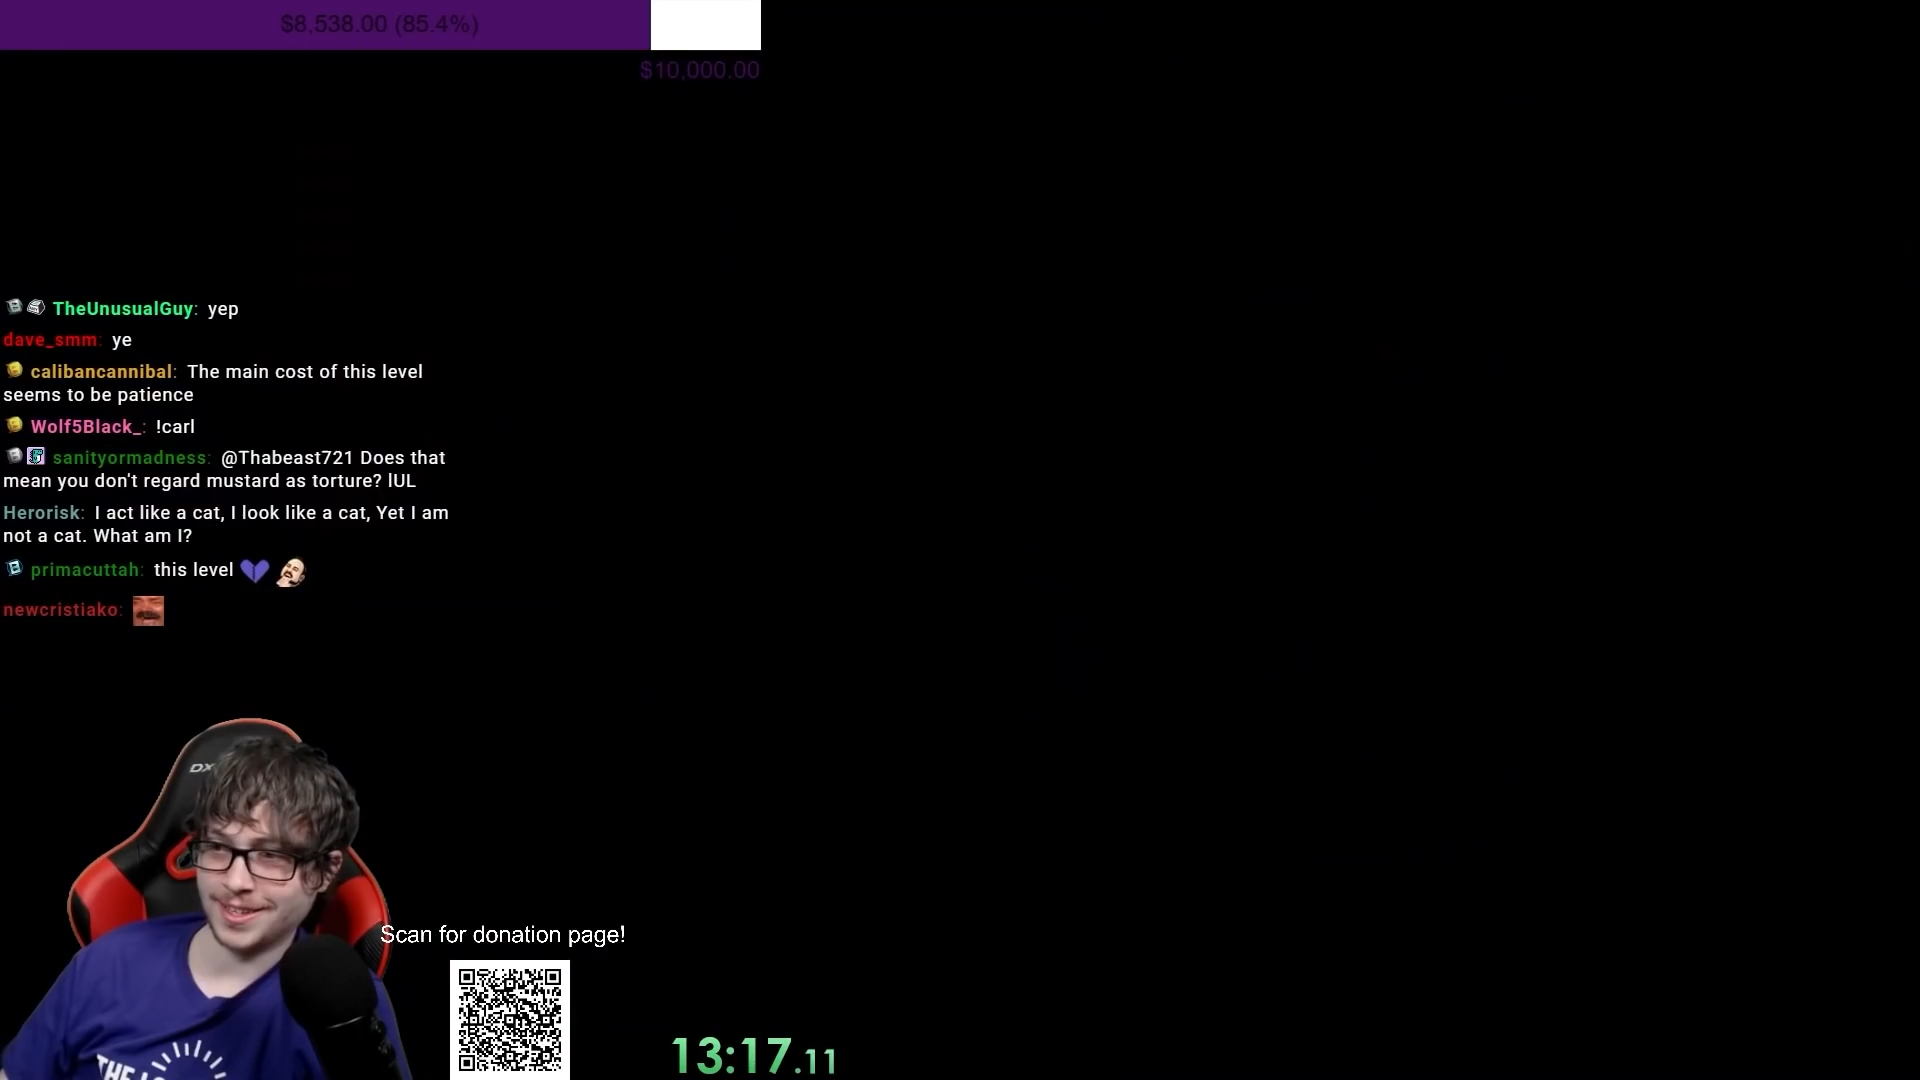 $8,538.00 (85.4%)
$10,000.00
TheUnusualGuy: yep
dave_smm: ye
calibancannibal: The main cost of this level
seems to be patience
Wolf5Black_: !carl
sanityormadness: @Thabeast721 Does that
mean you don't regard mustard as torture? lUL
Herorisk: I act like a cat, I look like a cat, Yet I am
not a cat. What am I?
primacuttah: this level
newcristiako:
DX
Scan for donation page!
THE
13:17.11